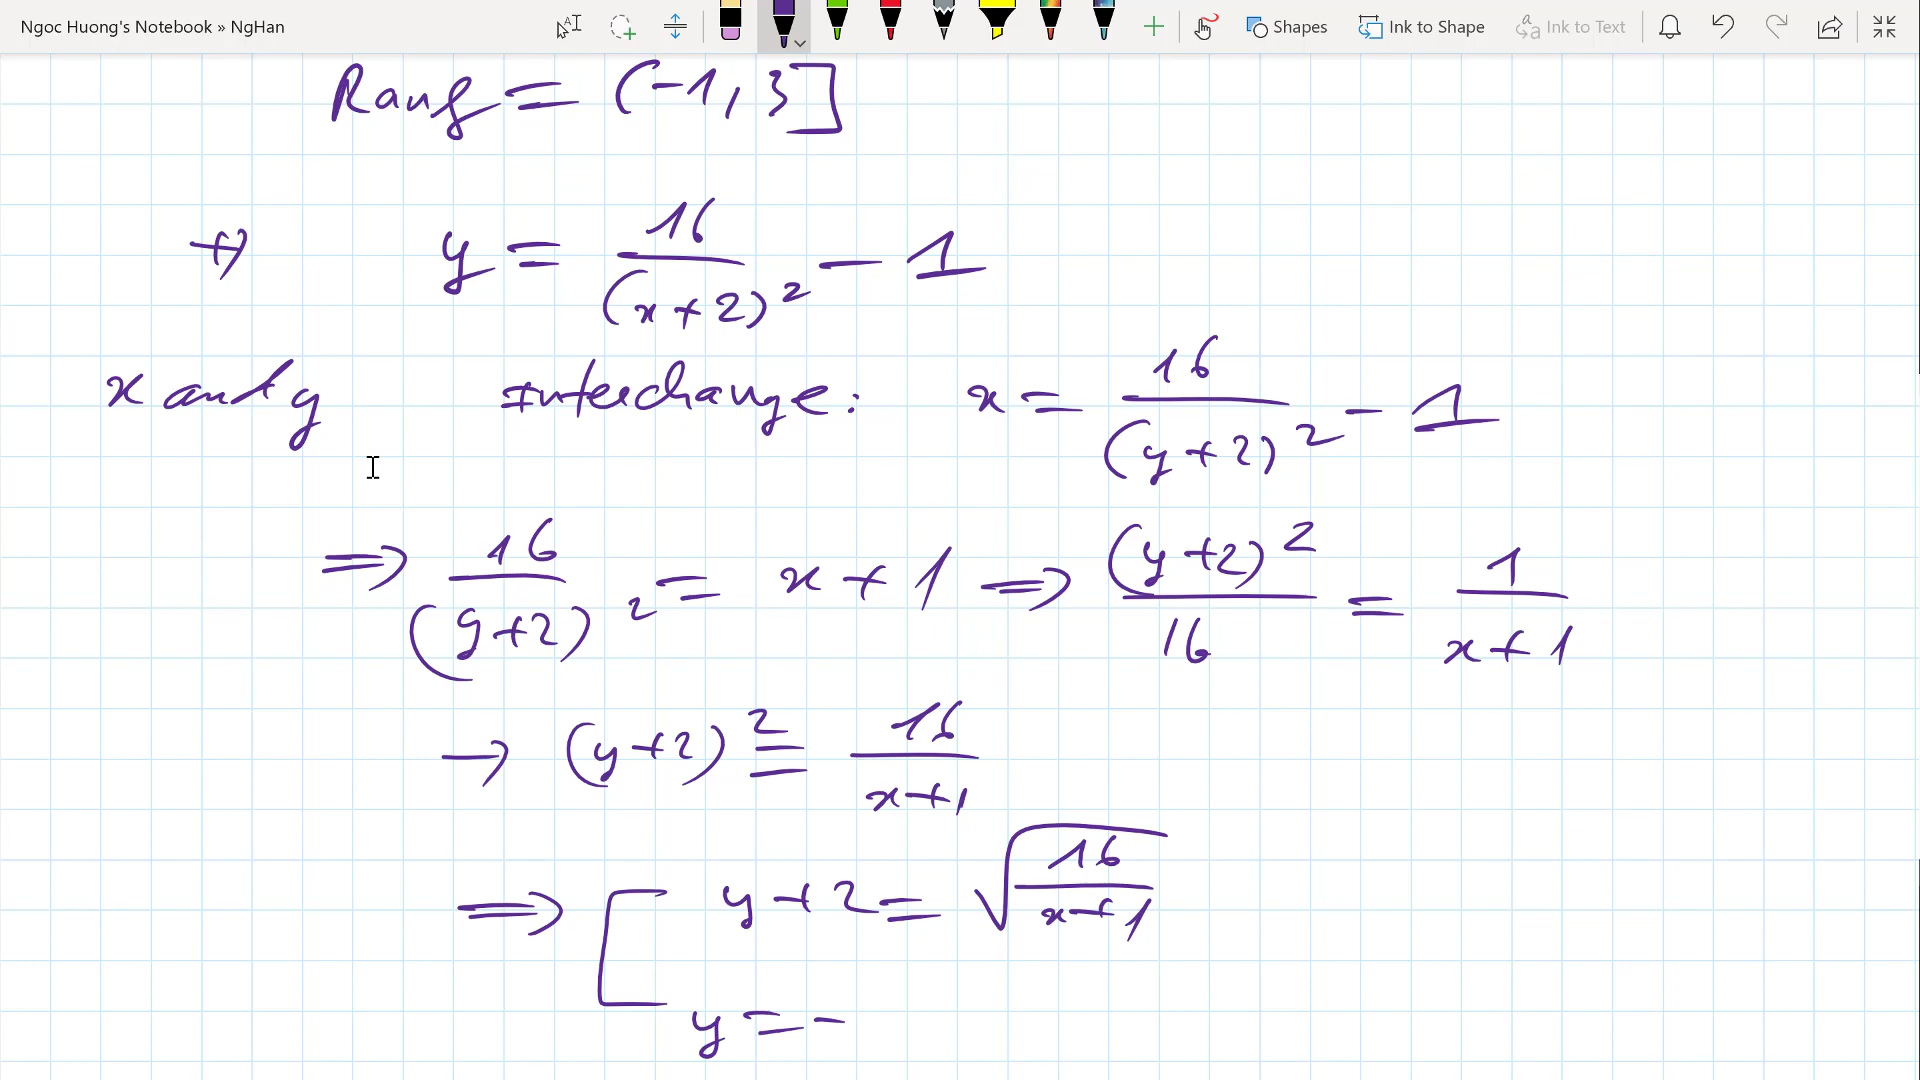 Ngoc Huong's Notebook » NgHan
Shapes
Ink to Shape
Ink to Text
Rang = (-1, 3]
+) y = 16/(x+2)² - 1
x and y interchange: x = 16/(y+2)² - 1
⇒ 16/(y+2)² = x+1 ⇒ (y+2)²/16 = 1/(x+1)
→ (y+2)² = 16/(x+1)
⇒ [ y+2 = √(16/(x+1))
y = -